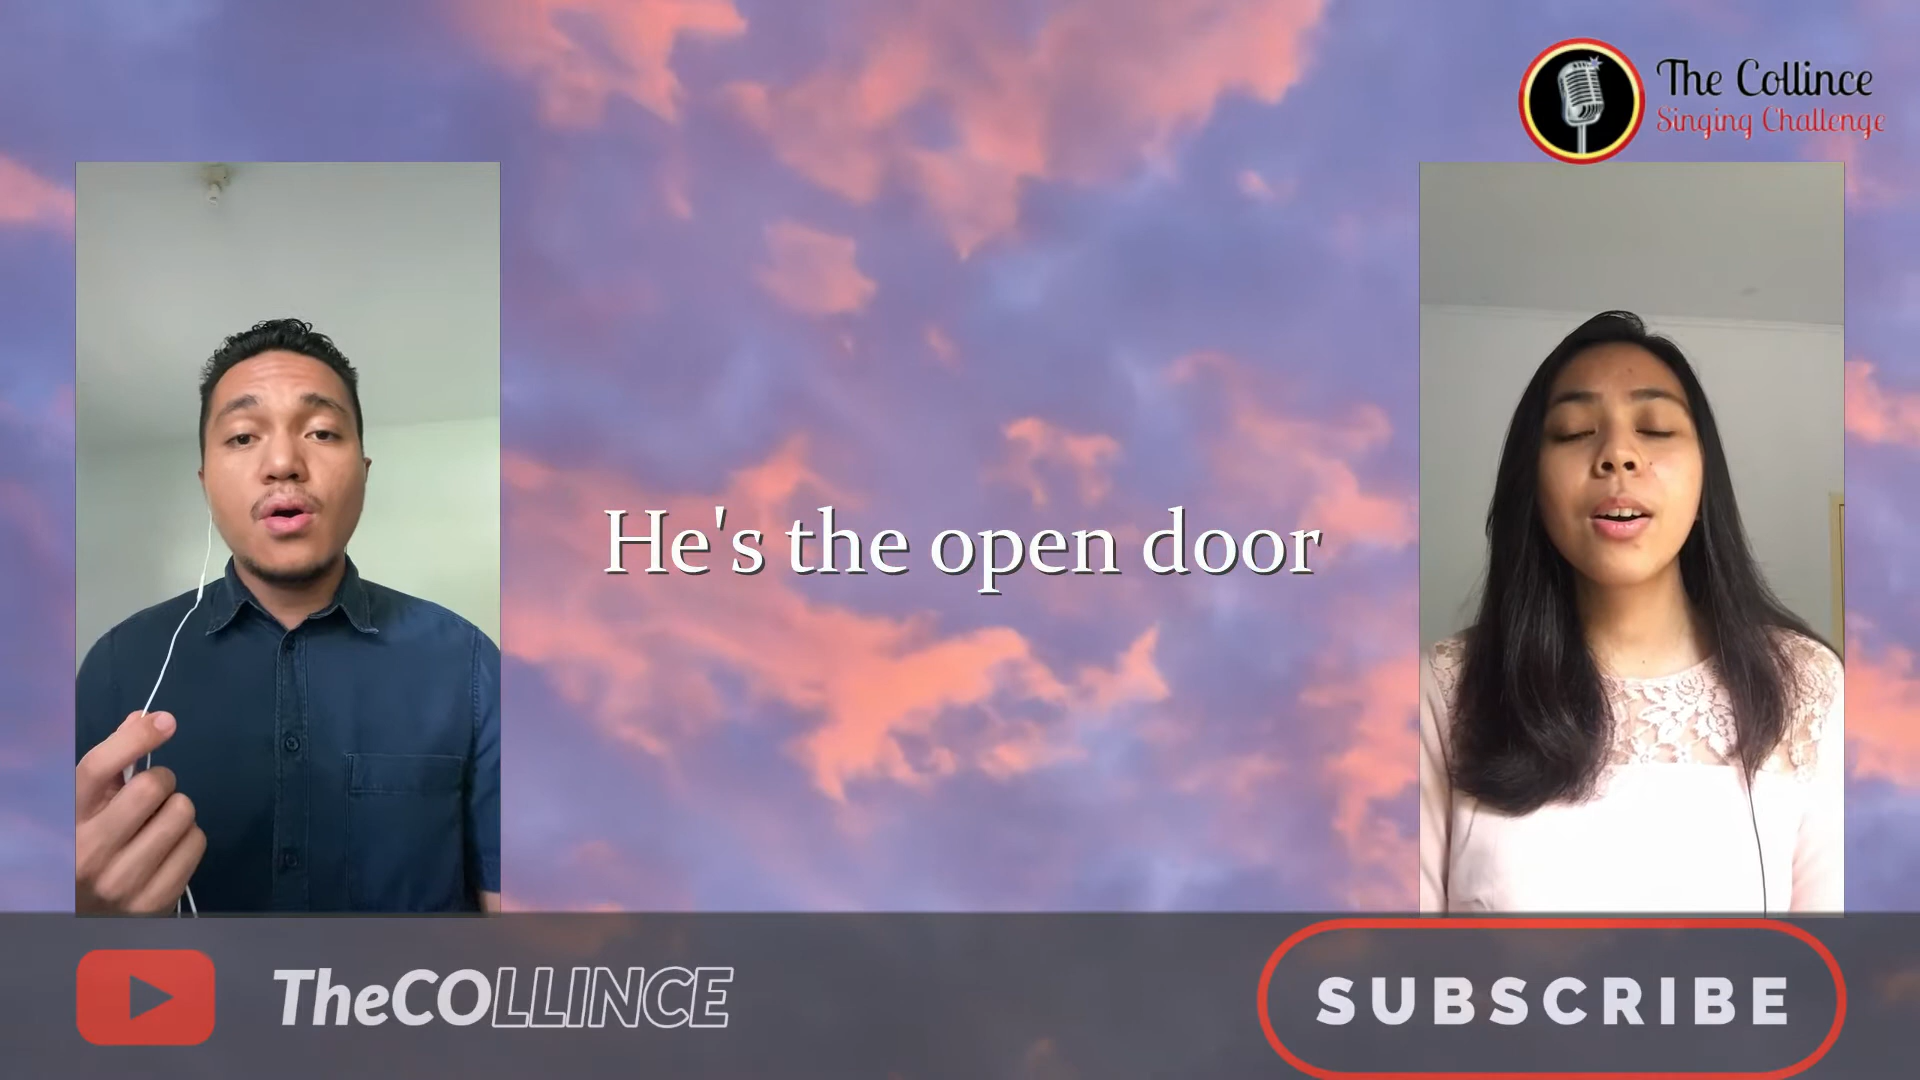 The Collince
Singing Challenge
He's the open door
TheCOLLINCE
SUBSCRIBE